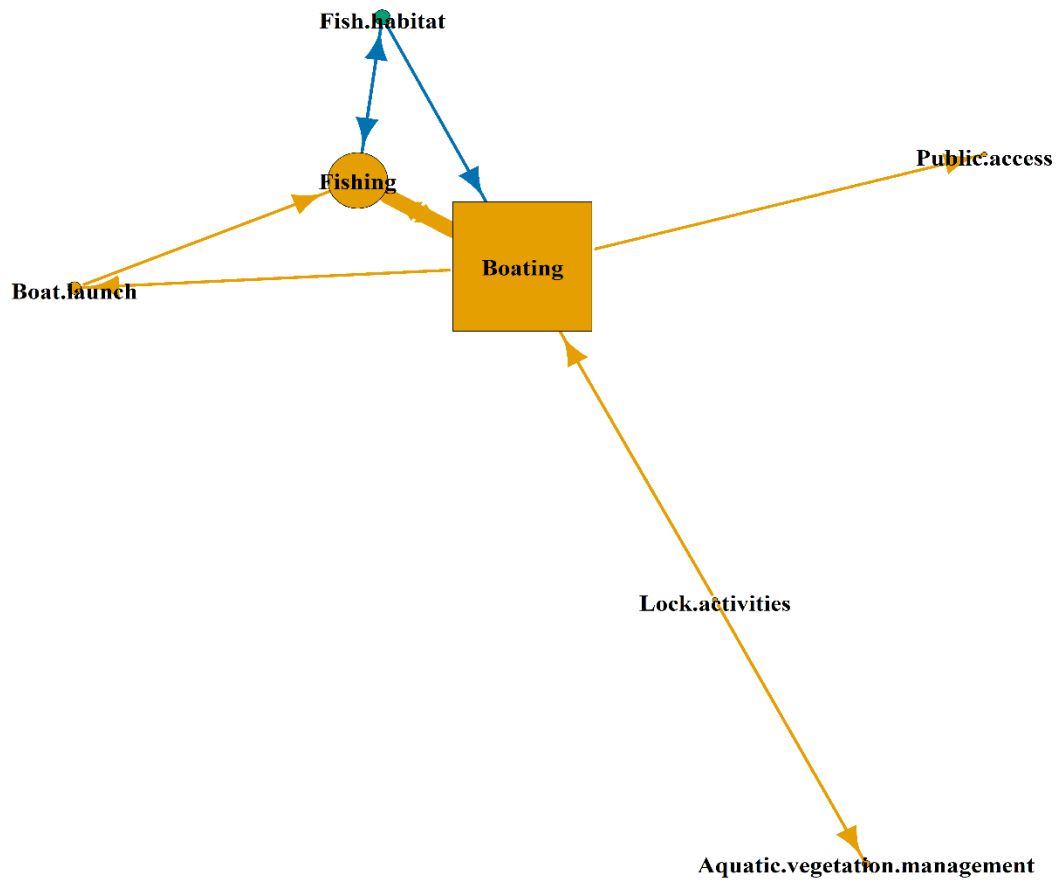 Fish.habitat
Public.access
Fishing
Boating
Boat.launch
Lock.activities
Aquatic.vegetation.management